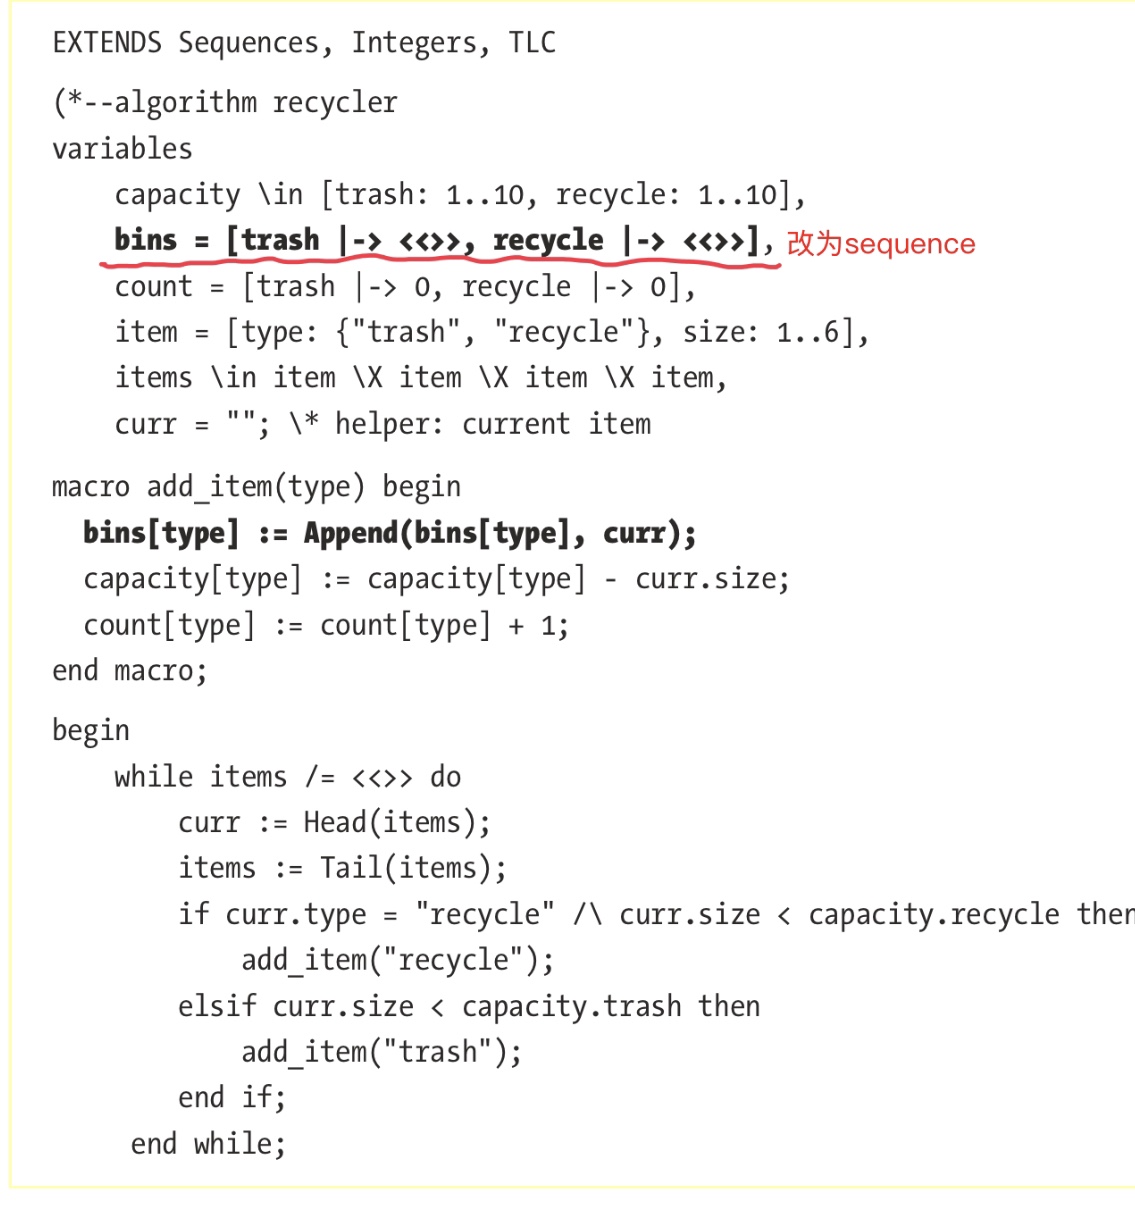 EXTENDS Sequences, Integers, TLC
(*--algorithm recycler
variables
    capacity \in [trash: 1..10, recycle: 1..10],
    bins = [trash |-> <<>>, recycle |-> <<>>], 改为sequence
    count = [trash |-> 0, recycle |-> 0],
    item = [type: {"trash", "recycle"}, size: 1..6],
    items \in item \X item \X item \X item,
    curr = ""; \* helper: current item
macro add_item(type) begin
  bins[type] := Append(bins[type], curr);
  capacity[type] := capacity[type] - curr.size;
  count[type] := count[type] + 1;
end macro;
begin
    while items /= <<>> do
        curr := Head(items);
        items := Tail(items);
        if curr.type = "recycle" /\ curr.size < capacity.recycle then
            add_item("recycle");
        elsif curr.size < capacity.trash then
            add_item("trash");
        end if;
     end while;